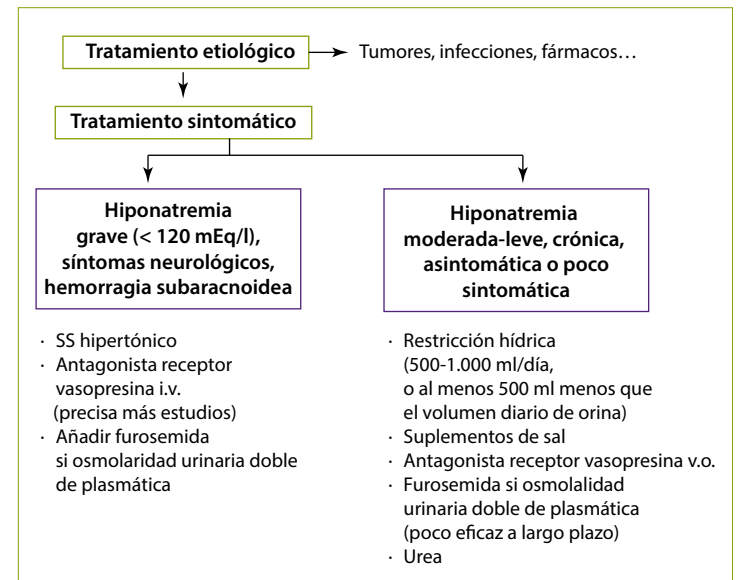 Tratamiento etiológico
Tumores, infecciones, fármacos…
Tratamiento sintomático
Hiponatremia
grave (< 120 mEq/l),
síntomas neurológicos,
hemorragia subaracnoidea
Hiponatremia
moderada-leve, crónica,
asintomática o poco
sintomática
· SS hipertónico
· Antagonista receptor
vasopresina i.v.
(precisa más estudios)
· Añadir furosemida
si osmolaridad urinaria doble
de plasmática
· Restricción hídrica
(500-1.000 ml/día,
o al menos 500 ml menos que
el volumen diario de orina)
· Suplementos de sal
· Antagonista receptor vasopresina v.o.
· Furosemida si osmolalidad
urinaria doble de plasmática
(poco eficaz a largo plazo)
· Urea